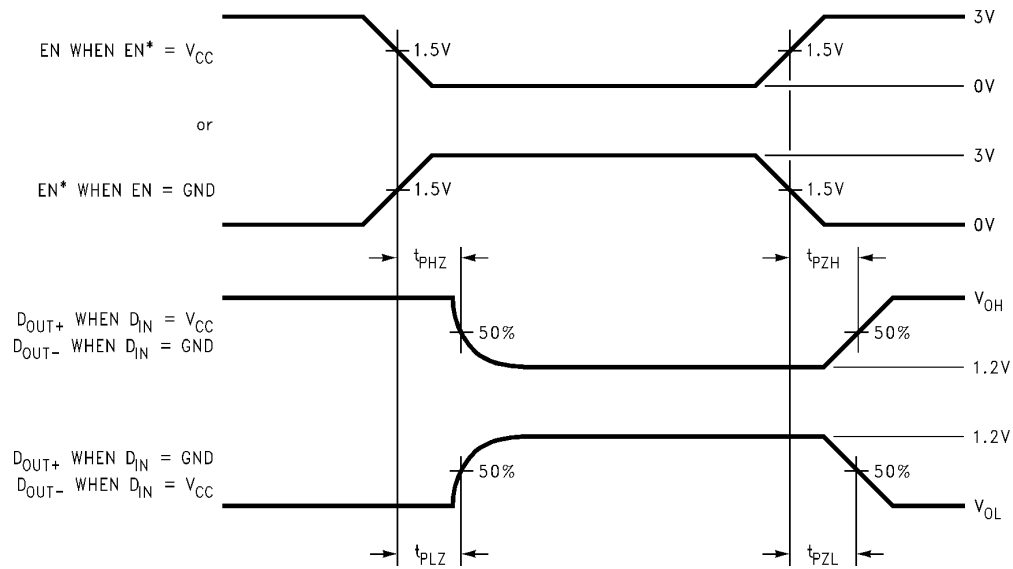 3V
EN WHEN EN* = VCC
1.5V
1.5V
0V
or
3V
EN* WHEN EN = GND
1.5V
1.5V
0V
tPHZ
tPZH
VOH
DOUT+ WHEN DIN = VCC
DOUT- WHEN DIN = GND
50%
50%
1.2V
1.2V
DOUT+ WHEN DIN = GND
DOUT- WHEN DIN = VCC
50%
50%
VOL
tPLZ
tPZL